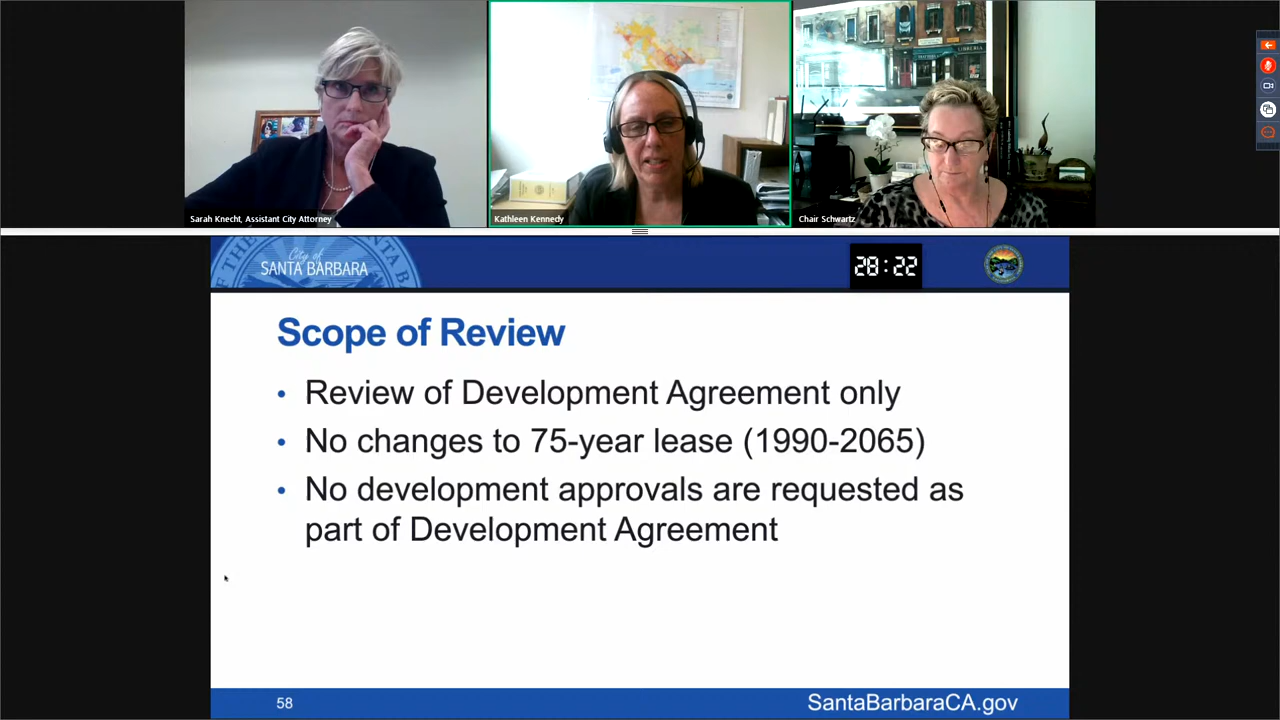 Sarah Knecht, Assistant City Attorney
Kathleen Kennedy
Chair Schwartz
City of
SANTA BARBARA
28:22
Scope of Review
• Review of Development Agreement only
• No changes to 75-year lease (1990-2065)
• No development approvals are requested as
part of Development Agreement
58
SantaBarbaraCA.gov